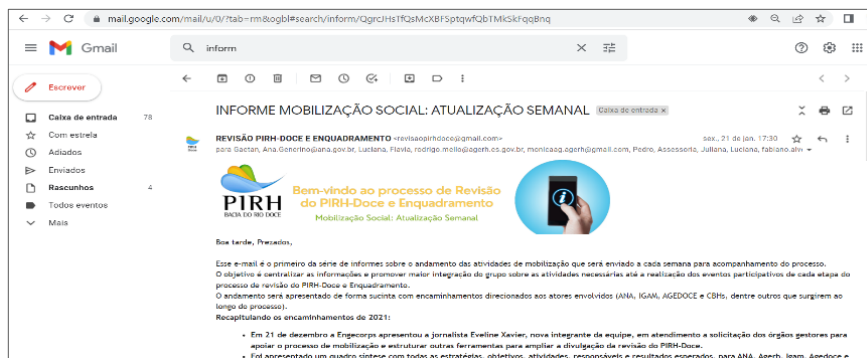 mail.google.com/mail/u/0/?tab=rm&ogbl#search/inform/QgrcJHsTfQsMcXBFSptqwfQbTMkSkFqqBnq
Gmail
inform
Escrever
Caixa de entrada 78
Com estrela
Adiados
Enviados
Rascunhos 4
Todos eventos
Mais
INFORME MOBILIZAÇÃO SOCIAL: ATUALIZAÇÃO SEMANAL Caixa de entrada ×
REVISÃO PIRH-DOCE E ENQUADRAMENTO <revisaopirhdoce@gmail.com> sex., 21 de jan. 17:30
para Gaetan, Ana.Generino@ana.gov.br, Luciana, Flavia, rodrigo.mello@agerh.es.gov.br, monicaag.agerh@gmail.com, Pedro, Assessoria, Juliana, Luciana, fabiano.alv
PIRH
BACIA DO RIO DOCE
Bem-vindo ao processo de Revisão
do PIRH-Doce e Enquadramento
Mobilização Social: Atualização Semanal
Boa tarde, Prezados,
Esse e-mail é o primeiro da série de informes sobre o andamento das atividades de mobilização que será enviado a cada semana para acompanhamento do processo.
O objetivo é centralizar as informações e promover maior integração do grupo sobre as atividades necessárias até a realização dos eventos participativos de cada etapa do
processo de revisão do PIRH-Doce e Enquadramento.
O andamento será apresentado de forma sucinta com encaminhamentos direcionados aos atores envolvidos (ANA, IGAM, AGEDOCE e CBHs, dentre outros que surgirem ao
longo do processo).
Recapitulando os encaminhamentos de 2021:
• Em 21 de dezembro a Engecorps apresentou a jornalista Eveline Xavier, nova integrante da equipe, em atendimento a solicitação dos órgãos gestores para
apoiar o processo de mobilização e estruturar outras ferramentas para ampliar a divulgação da revisão do PIRH-Doce.
• Foi apresentado um quadro síntese com todas as estratégias, objetivos, atividades, responsáveis e resultados esperados, para ANA, Agerh, Igam, Agedoce e